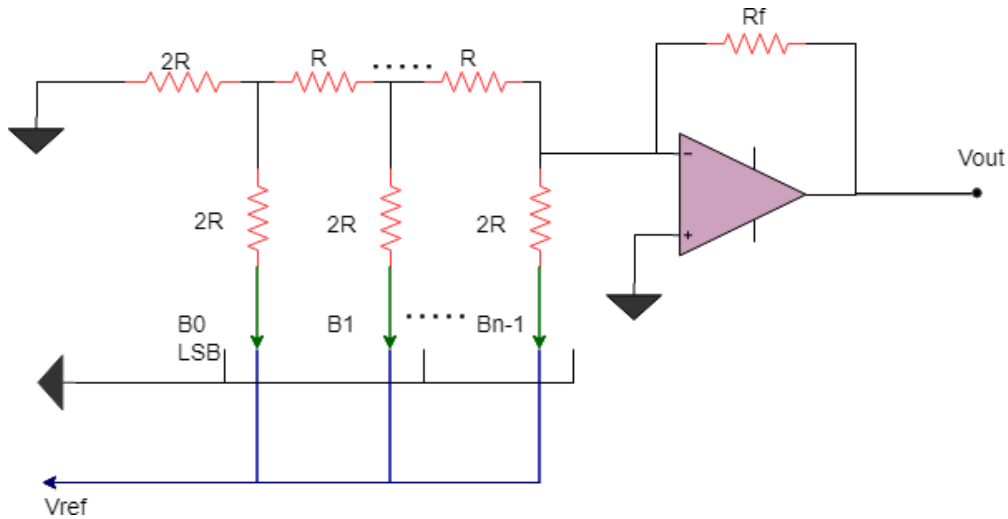 Rf
2R R R
Vout
2R 2R 2R
B0 B1 Bn-1
LSB
Vref